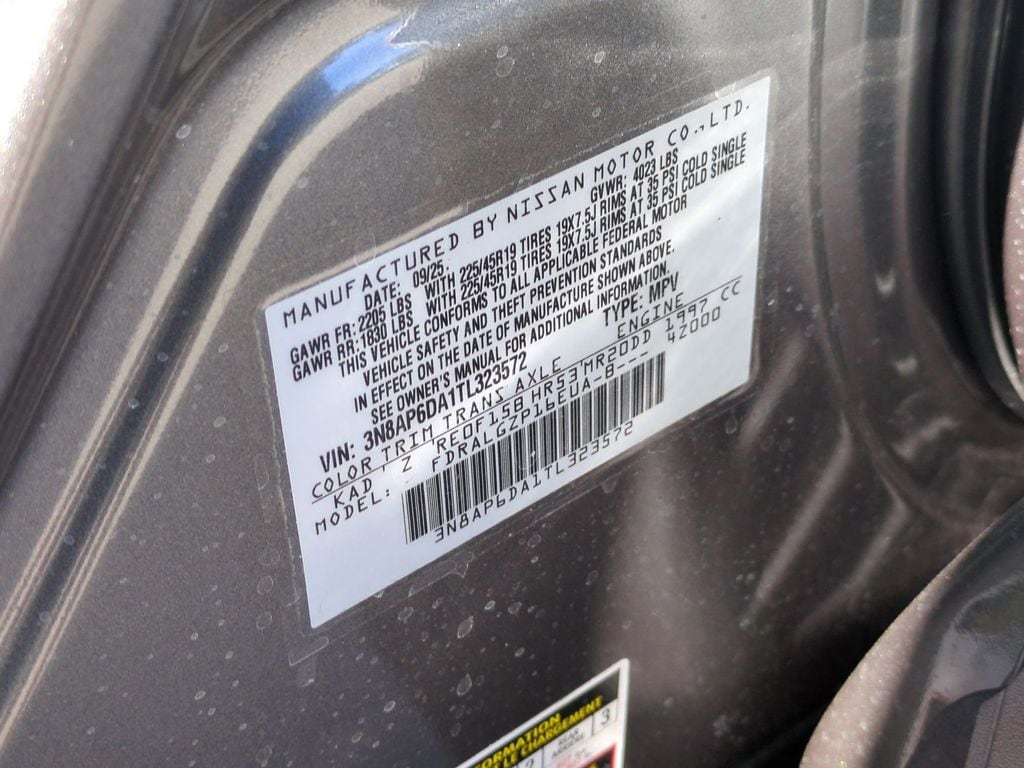 MANUFACTURED BY NISSAN MOTOR CO.,LTD.
DATE: 09/25 GVWR: 4023 LBS
GAWR FR: 2205 LBS WITH 225/45R19 TIRES 19X7.5J RIMS AT 35 PSI COLD SINGLE
GAWR RR: 1830 LBS WITH 225/45R19 TIRES 19X7.5J RIMS AT 35 PSI COLD SINGLE
THIS VEHICLE CONFORMS TO ALL APPLICABLE FEDERAL MOTOR
VEHICLE SAFETY AND THEFT PREVENTION STANDARDS
IN EFFECT ON THE DATE OF MANUFACTURE SHOWN ABOVE.
SEE OWNER'S MANUAL FOR ADDITIONAL INFORMATION.
VIN: 3N8AP6DA1TL323572 TYPE: MPV
COLOR TRIM TRANS AXLE ENGINE
KAD Z RE0F15B HR53 MR20DD 1997 CC
MODEL: FDRALGZP16EUA-B-- 4Z000
3N8AP6DA1TL323572
3
REAR
ARRIÈRE